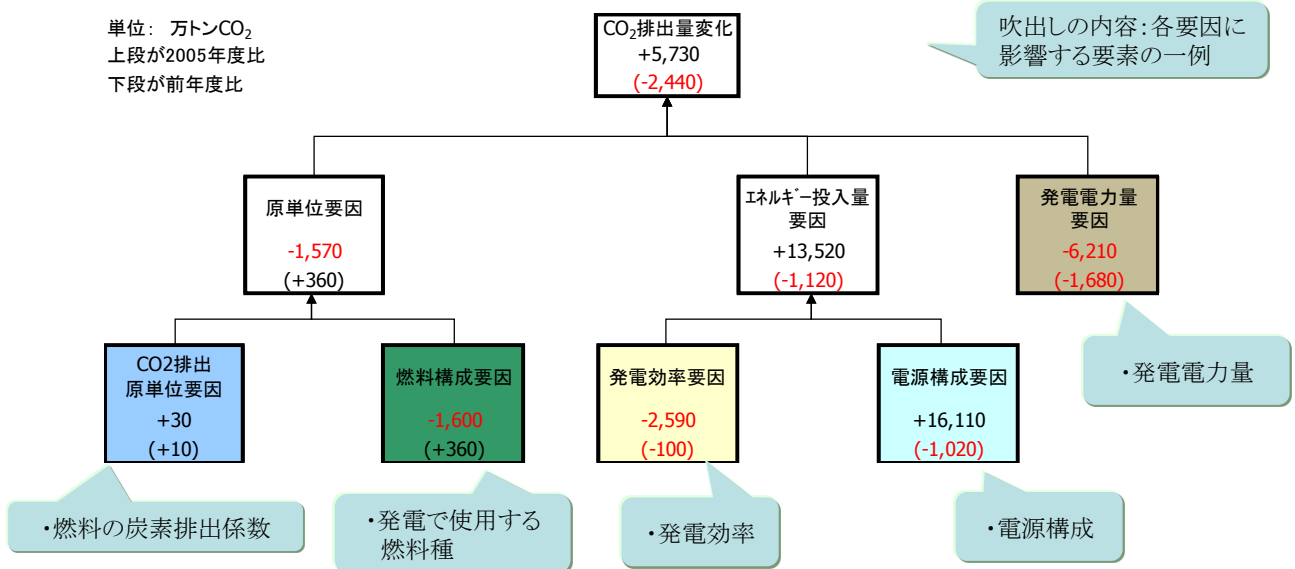 単位： 万トンCO₂
上段が2005年度比
下段が前年度比
CO₂排出量変化
+5,730
(-2,440)
吹出しの内容：各要因に
影響する要素の一例
原単位要因
-1,570
(+360)
ｴﾈﾙｷﾞｰ投入量
要因
+13,520
(-1,120)
発電電力量
要因
-6,210
(-1,680)
CO2排出
原単位要因
+30
(+10)
燃料構成要因
-1,600
(+360)
発電効率要因
-2,590
(-100)
電源構成要因
+16,110
(-1,020)
・発電電力量
・燃料の炭素排出係数
・発電で使用する
燃料種
・発電効率
・電源構成